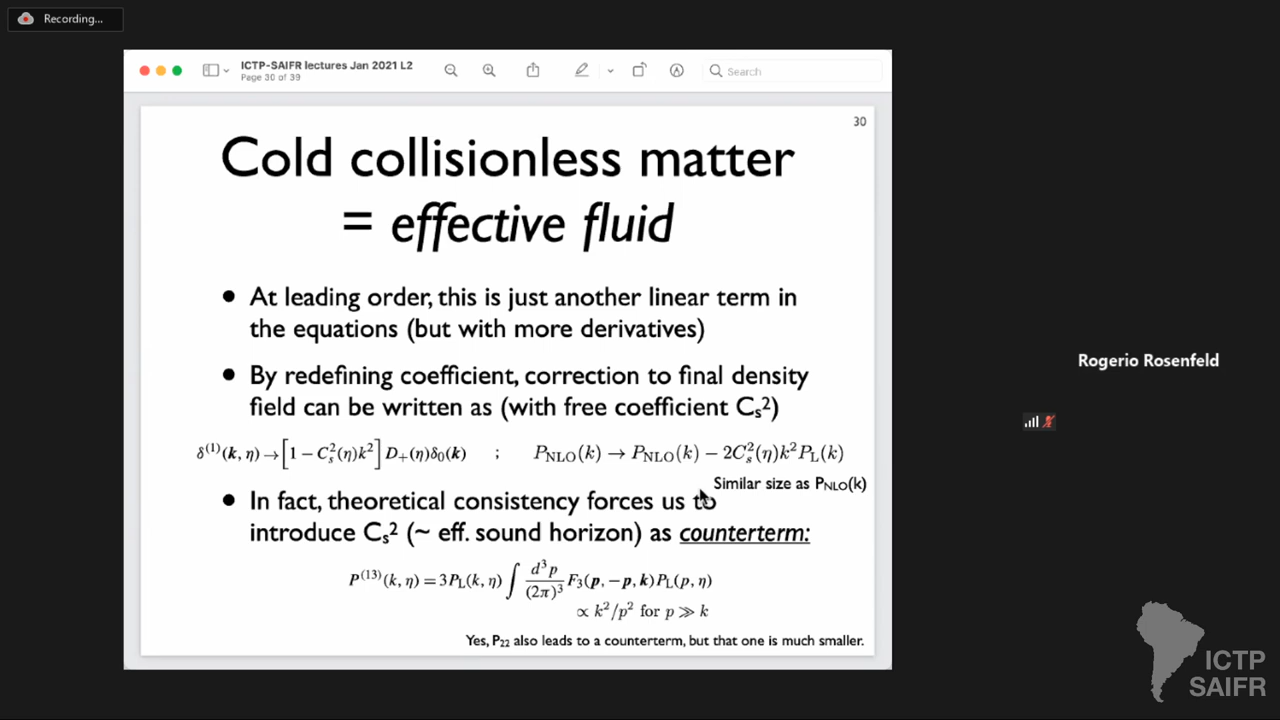 Recording...
ICTP-SAIFR lectures Jan 2021 L2
Page 30 of 39
Search
30
Cold collisionless matter
= effective fluid
• At leading order, this is just another linear term in
the equations (but with more derivatives)
• By redefining coefficient, correction to final density
field can be written as (with free coefficient Cₛ²)
δ⁽¹⁾(k, η) → [1 − Cₛ²(η)k²] D₊(η)δ₀(k) ; P_NLO(k) → P_NLO(k) − 2Cₛ²(η)k²P_L(k)
Similar size as P_NLO(k)
• In fact, theoretical consistency forces us to
introduce Cₛ² (~ eff. sound horizon) as counterterm:
P⁽¹³⁾(k, η) = 3P_L(k, η) ∫ d³p/(2π)³ F₃(p, −p, k)P_L(p, η)
∝ k²/p² for p ≫ k
Yes, P₂₂ also leads to a counterterm, but that one is much smaller.
Rogerio Rosenfeld
ICTP
SAIFR